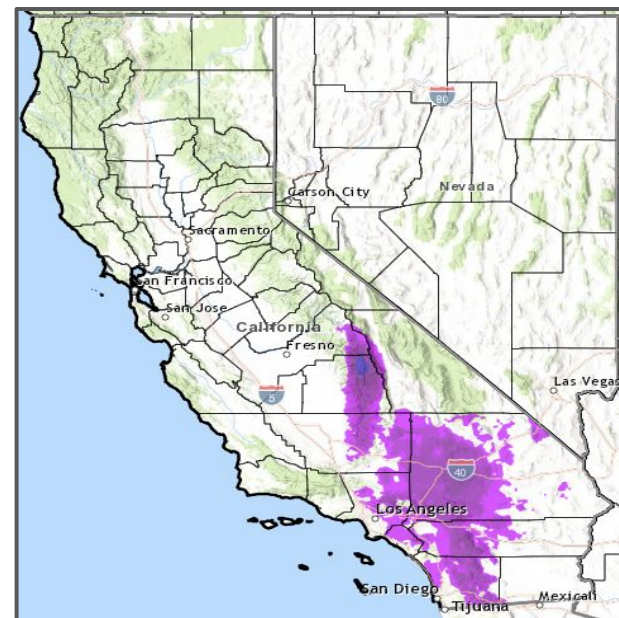 80
Carson City
Nevada
Sacramento
San Francisco
San Jose
California
Fresno
Las Vegas
5
40
Los Angeles
San Diego
Mexicali
Tijuana